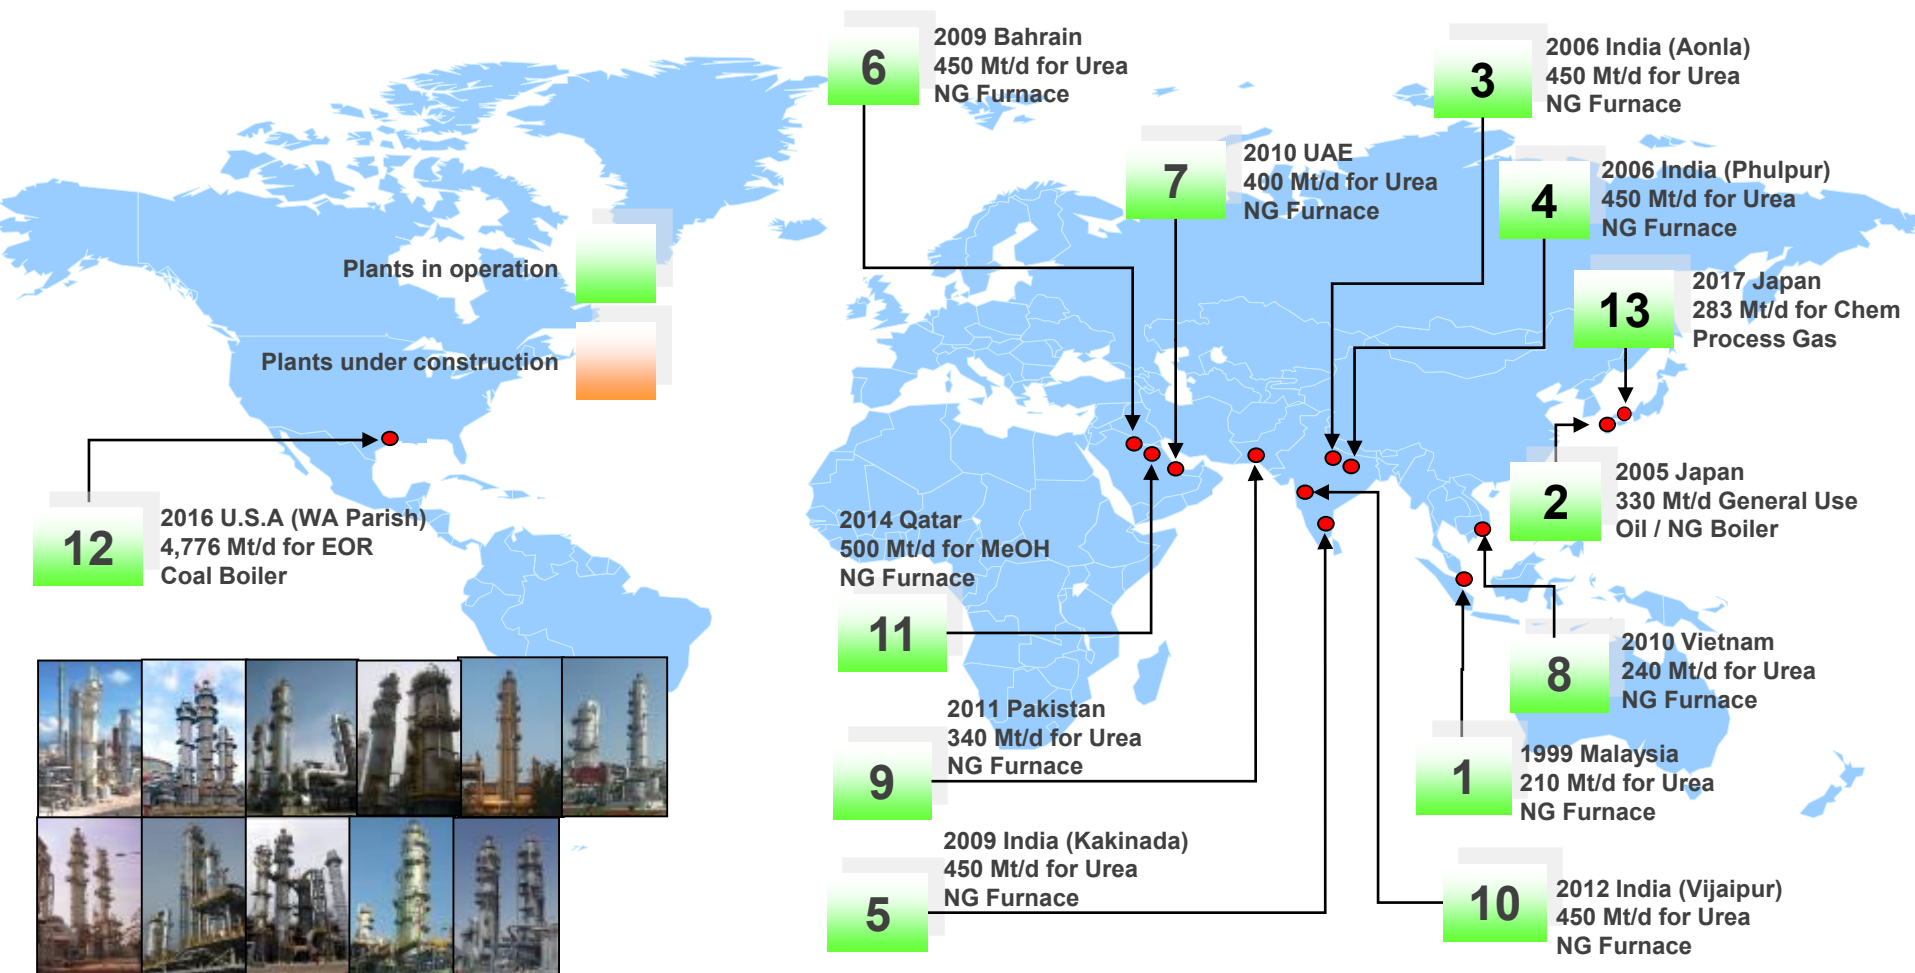 6
2009 Bahrain
450 Mt/d for Urea
NG Furnace
3
2006 India (Aonla)
450 Mt/d for Urea
NG Furnace
7
2010 UAE
400 Mt/d for Urea
NG Furnace
4
2006 India (Phulpur)
450 Mt/d for Urea
NG Furnace
Plants in operation
Plants under construction
13
2017 Japan
283 Mt/d for Chem
Process Gas
12
2016 U.S.A (WA Parish)
4,776 Mt/d for EOR
Coal Boiler
2014 Qatar
500 Mt/d for MeOH
NG Furnace
11
2
2005 Japan
330 Mt/d General Use
Oil / NG Boiler
8
2010 Vietnam
240 Mt/d for Urea
NG Furnace
9
2011 Pakistan
340 Mt/d for Urea
NG Furnace
1
1999 Malaysia
210 Mt/d for Urea
NG Furnace
5
2009 India (Kakinada)
450 Mt/d for Urea
NG Furnace
10
2012 India (Vijaipur)
450 Mt/d for Urea
NG Furnace